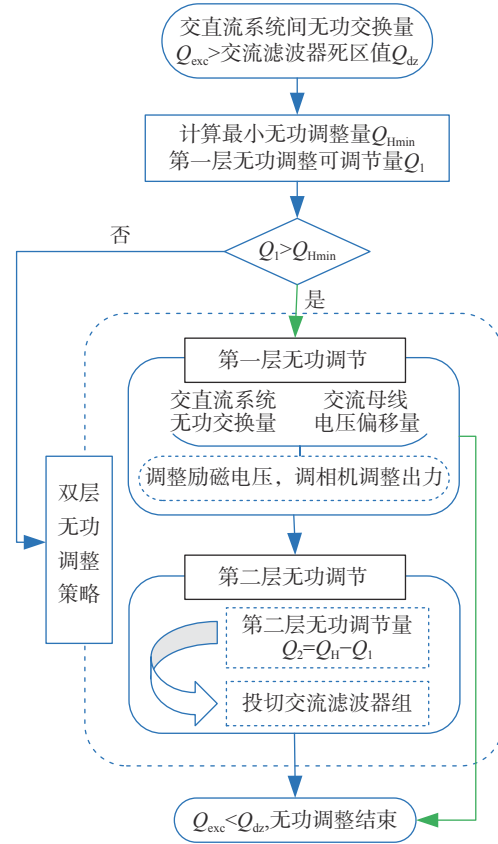 交直流系统间无功交换量
Qexc>交流滤波器死区值Qdz
计算最小无功调整量QHmin
第一层无功调整可调节量Q1
否
Q1>QHmin
是
第一层无功调节
交直流系统
无功交换量
交流母线
电压偏移量
调整励磁电压，调相机调整出力
双层
无功
调整
策略
第二层无功调节
第二层无功调节量
Q2=QH−Q1
投切交流滤波器组
Qexc<Qdz,无功调整结束